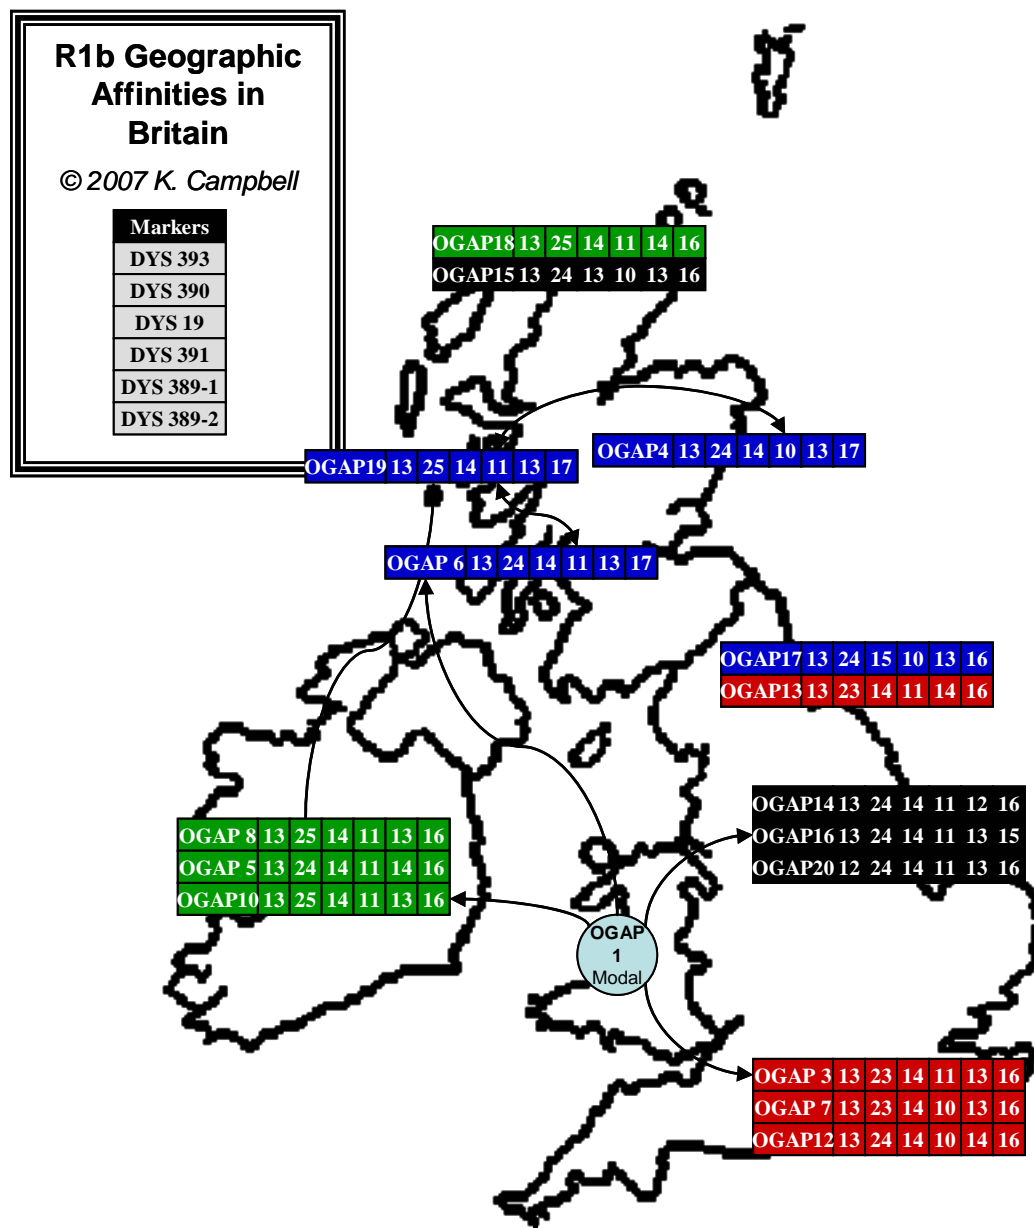 R1b Geographic
Affinities in
Britain
© 2007 K. Campbell
Markers
DYS 393
DYS 390
DYS 19
DYS 391
DYS 389-1
DYS 389-2
OGAP18 13 25 14 11 14 16
OGAP15 13 24 13 10 13 16
OGAP4 13 24 14 10 13 17
OGAP19 13 25 14 11 13 17
OGAP 6 13 24 14 11 13 17
OGAP17 13 24 15 10 13 16
OGAP13 13 23 14 11 14 16
OGAP14 13 24 14 11 12 16
OGAP16 13 24 14 11 13 15
OGAP20 12 24 14 11 13 16
OGAP 8 13 25 14 11 13 16
OGAP 5 13 24 14 11 14 16
OGAP10 13 25 14 11 13 16
OGAP
1
Modal
OGAP 3 13 23 14 11 13 16
OGAP 7 13 23 14 10 13 16
OGAP12 13 24 14 10 14 16